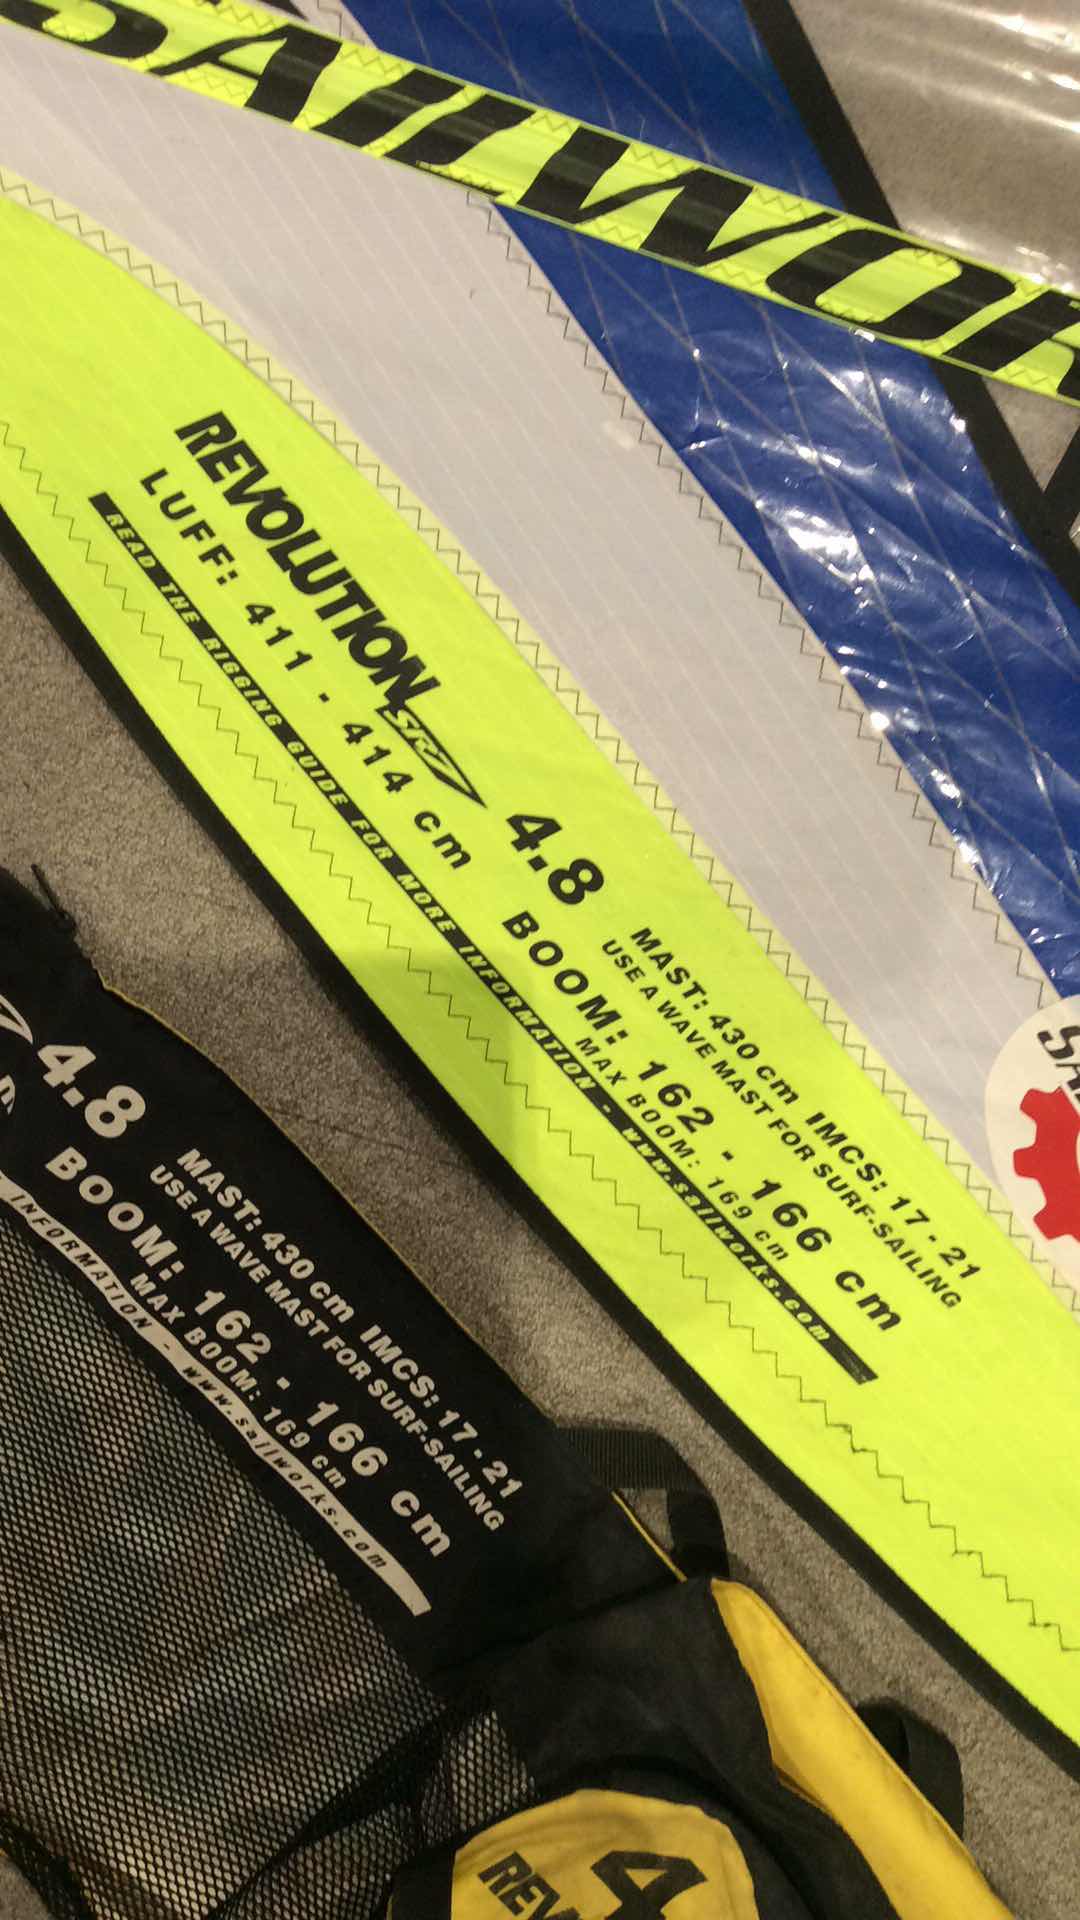 SAILWOR
REVOLUTION SRZ 4.8
MAST: 430 cm IMCS: 17 - 21
USE A WAVE MAST FOR SURF-SAILING
LUFF: 411 - 414 cm BOOM: 162 - 166 cm
MAX BOOM: 169 cm
READ THE RIGGING GUIDE FOR MORE INFORMATION - www.sailworks.com
SA
4.8
MAST: 430 cm IMCS: 17 - 21
USE A WAVE MAST FOR SURF-SAILING
BOOM: 162 - 166 cm
MAX BOOM: 169 cm
INFORMATION - www.sailworks.com
4
REV